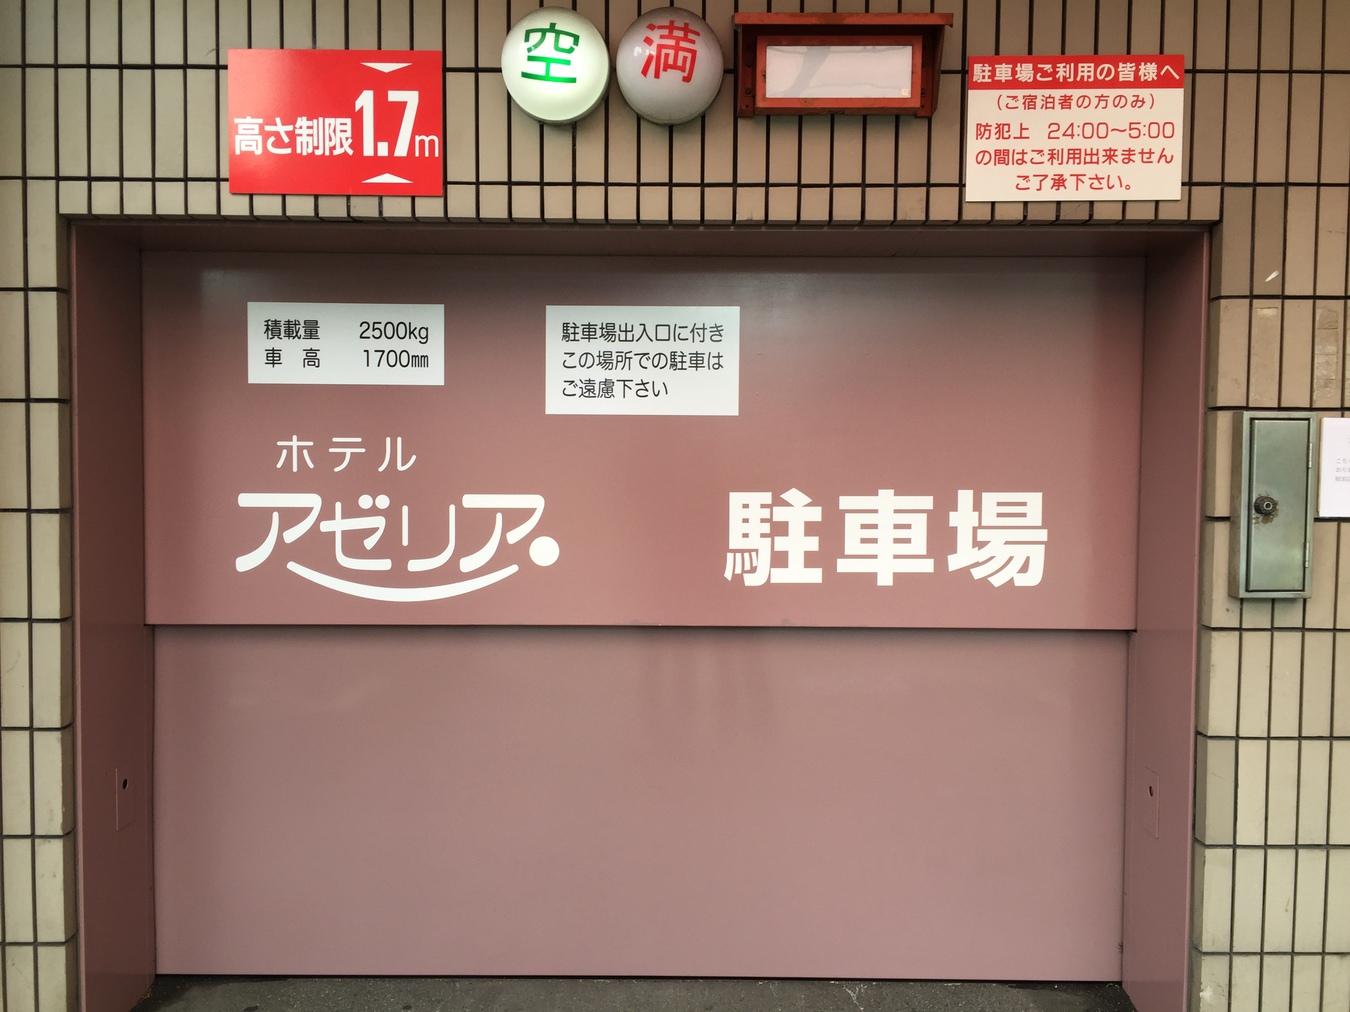 高さ制限1.7m
空
満
駐車場ご利用の皆様へ
（ご宿泊者の方のみ）
防犯上 24:00～5:00
の間はご利用出来ません
ご了承下さい。
積載量 2500kg
車 高 1700mm
駐車場出入口に付き
この場所での駐車は
ご遠慮下さい
ホテル
アゼリア
駐車場